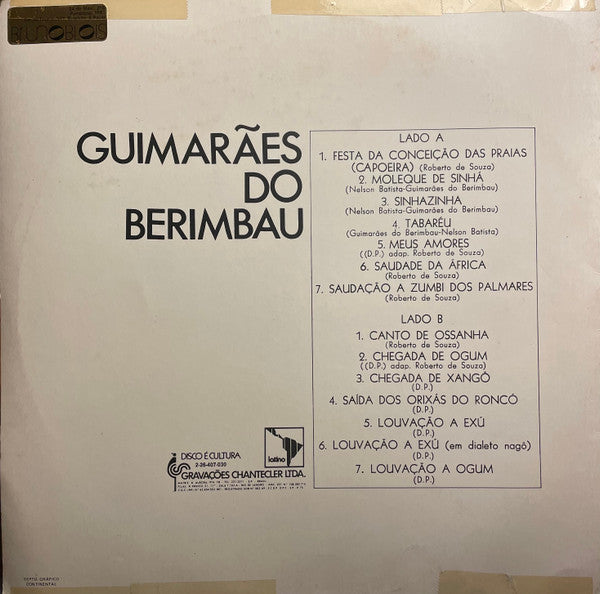 GUIMARÃES
DO
BERIMBAU
LADO A
1. FESTA DA CONCEIÇÃO DAS PRAIAS
(CAPOEIRA) (Roberto de Souza)
2. MOLEQUE DE SINHÁ
(Nelson Batista-Guimarães do Berimbau)
3. SINHAZINHA
(Nelson Batista-Guimarães do Berimbau)
4. TABARÉU
(Guimarães do Berimbau-Nelson Batista)
5. MEUS AMORES
((D.P.) adap. Roberto de Souza)
6. SAUDADE DA ÁFRICA
(Roberto de Souza)
7. SAUDAÇÃO A ZUMBI DOS PALMARES
(Roberto de Souza)
LADO B
1. CANTO DE OSSANHA
(Roberto de Souza)
2. CHEGADA DE OGUM
((D.P.) adap. Roberto de Souza)
3. CHEGADA DE XANGÔ
(D.P.)
4. SAÍDA DOS ORIXÁS DO RONCÓ
(D.P.)
5. LOUVAÇÃO A EXÚ
(D.P.)
6. LOUVAÇÃO A EXÚ (em dialeto nagô)
(D.P.)
7. LOUVAÇÃO A OGUM
(D.P.)
DISCO É CULTURA
2-38-407-030
GRAVAÇÕES CHANTECLER LTDA.
latino
CONTINENTAL